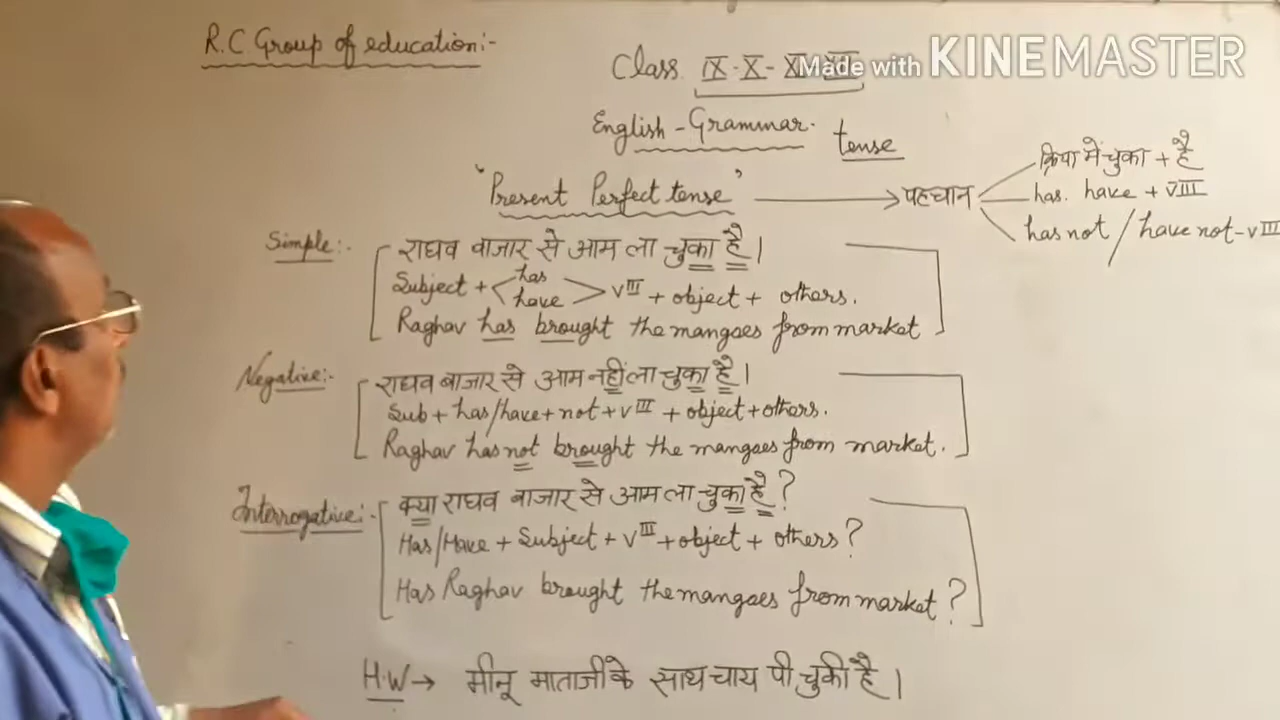 R.C Group of education:-
Class IX-X-XI-XII
Made with KINEMASTER
English-Grammar.
tense
"Present Perfect tense" → पहचान
क्रिया में चुका + है
has. have + VIII
has not / have not - vIII
Simple:- राघव बाजार से आम ला चुका है।
Subject + < has have > vIII + object + others.
Raghav has brought the mangoes from market
Negative:- राघव बाजार से आम नहीं ला चुका है।
Sub + has/have + not + vIII + object + others.
Raghav has not brought the mangoes from market.
Interrogative:- क्या राघव बाजार से आम ला चुका है ?
Has/Have + Subject + VIII + object + others ?
Has Raghav brought the mangoes from market ?
H.W → मीनू माताजी के साथ चाय पी चुकी है।